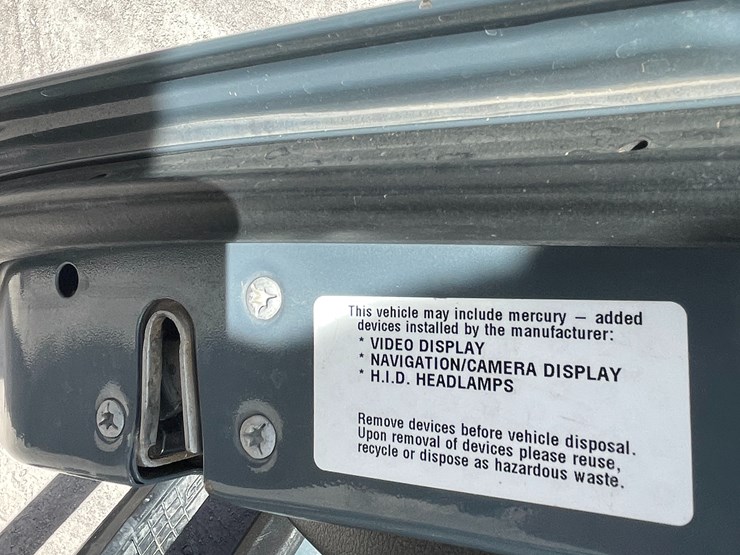 This vehicle may include mercury — added
devices installed by the manufacturer:
* VIDEO DISPLAY
* NAVIGATION/CAMERA DISPLAY
* H.I.D. HEADLAMPS
Remove devices before vehicle disposal.
Upon removal of devices please reuse,
recycle or dispose as hazardous waste.